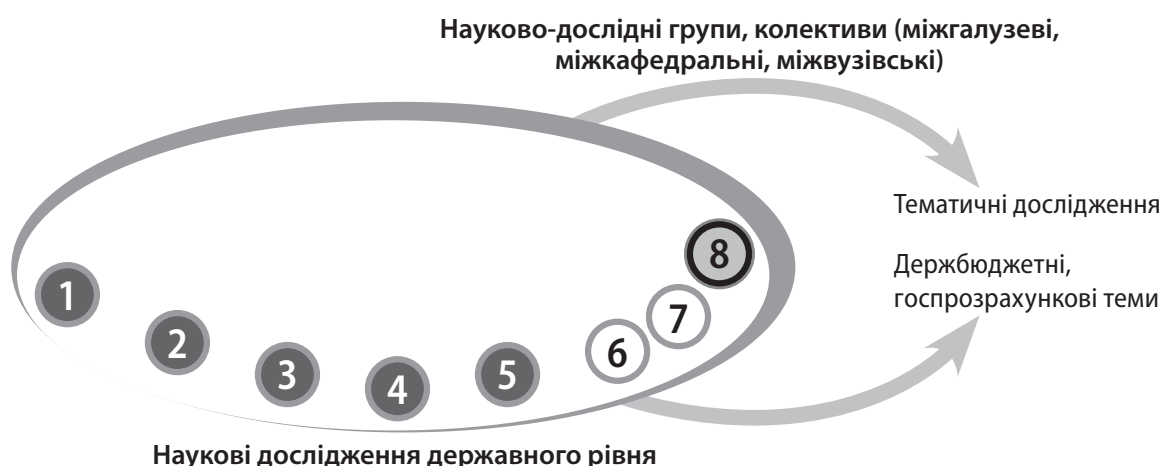 Науково-дослідні групи, колективи (міжгалузеві,
міжкафедральні, міжвузівські)
Тематичні дослідження
Держбюджетні,
госпрозрахункові теми
1
2
3
4
5
6
7
8
Наукові дослідження державного рівня